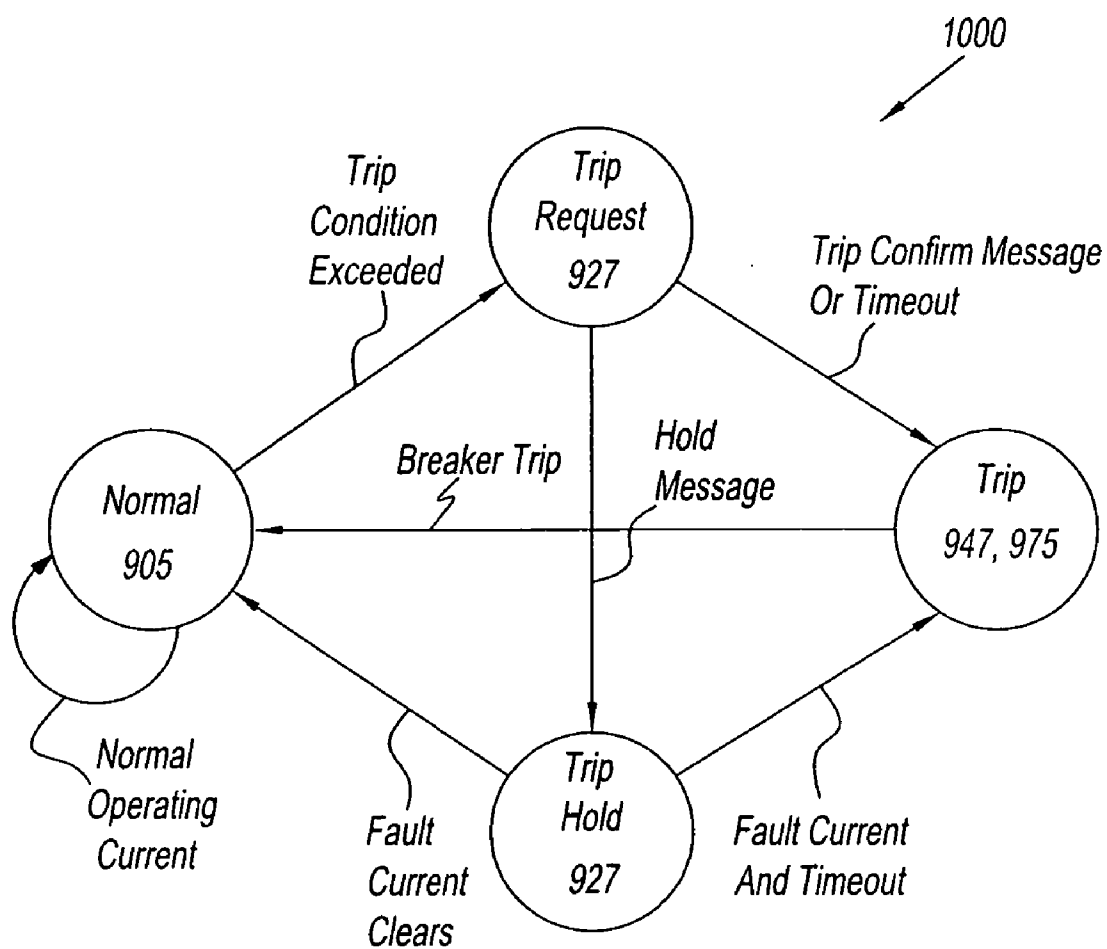 1000
Trip
Condition
Exceeded
Trip
Request
927
Trip Confirm Message
Or Timeout
Normal
905
Breaker Trip
Hold
Message
Trip
947, 975
Normal
Operating
Current
Fault
Current
Clears
Trip
Hold
927
Fault Current
And Timeout